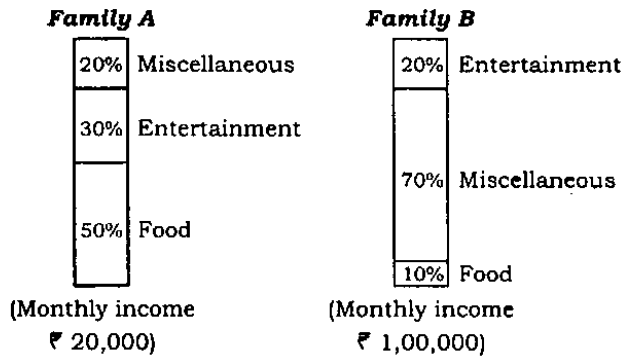 Family A
20% Miscellaneous
30% Entertainment
50% Food
(Monthly income
₹ 20,000)
Family B
20% Entertainment
70% Miscellaneous
10% Food
(Monthly income
₹ 1,00,000)